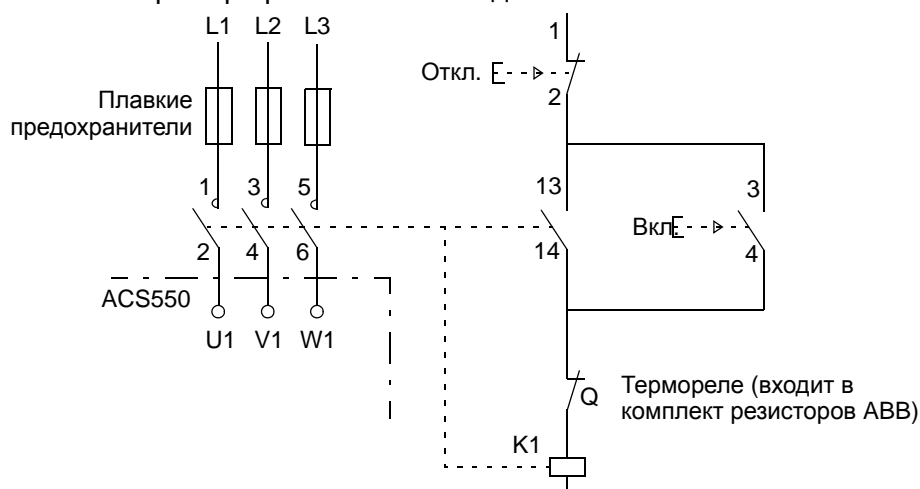 L1 L2 L3
1
Откл.
2
Плавкие
предохранители
1 3 5
13
3
2 4 6
14
Вкл.
4
ACS550
U1 V1 W1
Q
Термореле (входит в
комплект резисторов АВВ)
K1